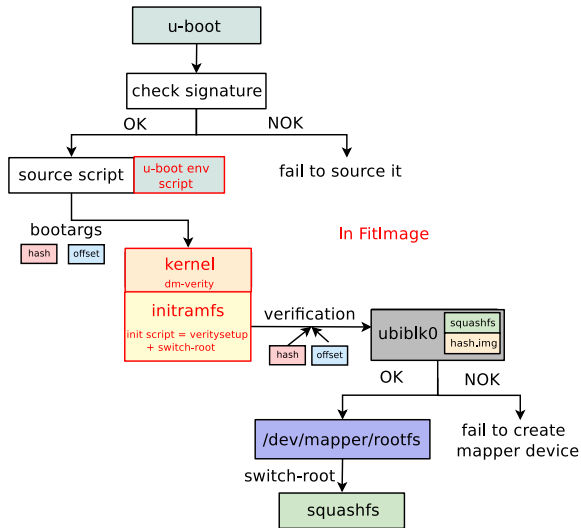 u-boot
check signature
OK
NOK
source script
u-boot env
script
fail to source it
bootargs
hash
offset
In FitImage
kernel
dm-verity
initramfs
init script = veritysetup
+ switch-root
verification
hash
offset
ubiblk0
squashfs
hash.img
OK
NOK
/dev/mapper/rootfs
fail to create
mapper device
switch-root
squashfs